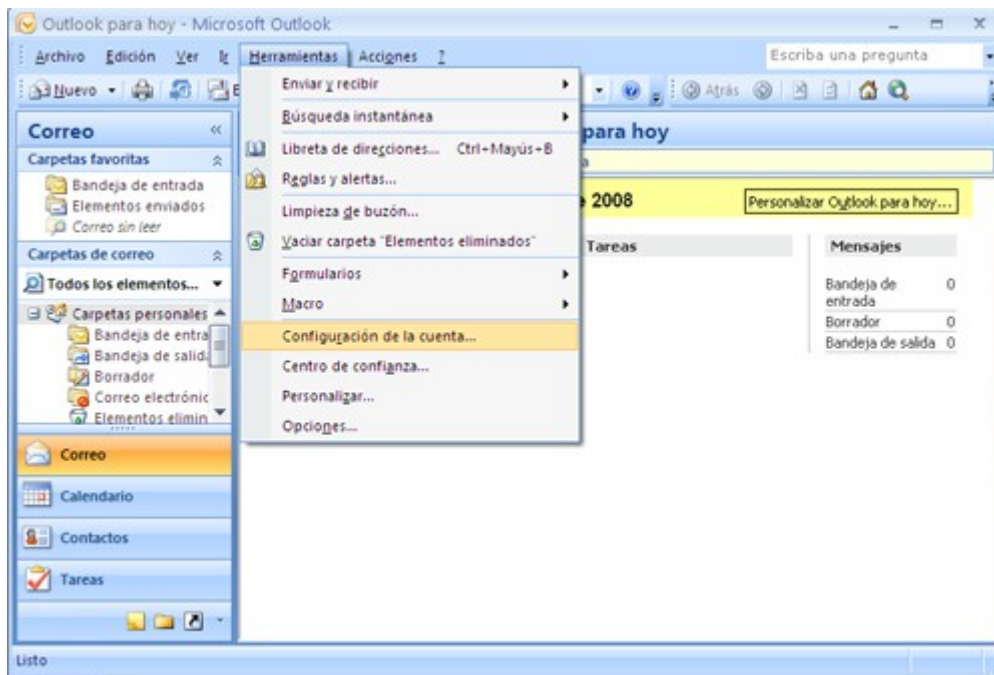 Outlook para hoy - Microsoft Outlook
Archivo Edición Ver Ir Herramientas Acciones ?
Escriba una pregunta
Nuevo
Atrás
Correo
Carpetas favoritas
Bandeja de entrada
Elementos enviados
Correo sin leer
Carpetas de correo
Todos los elementos...
Carpetas personales
Bandeja de entra
Bandeja de salid
Borrador
Correo electrónic
Elementos elimin
Correo
Calendario
Contactos
Tareas
Listo
Enviar y recibir
Búsqueda instantánea
Libreta de direcciones... Ctrl+Mayús+B
Reglas y alertas...
Limpieza de buzón...
Vaciar carpeta "Elementos eliminados"
Formularios
Macro
Configuración de la cuenta...
Centro de confianza...
Personalizar...
Opciones...
para hoy
2008
Personalizar Outlook para hoy...
Tareas
Mensajes
Bandeja de 0
entrada
Borrador 0
Bandeja de salida 0